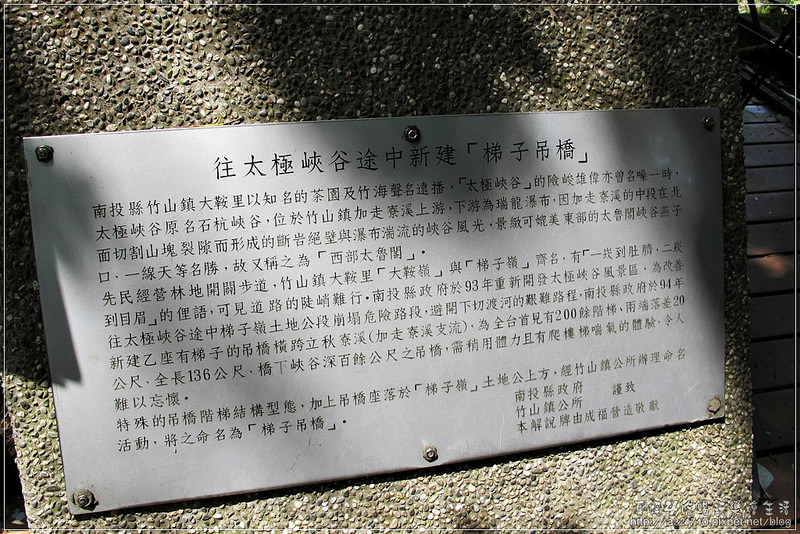 往太極峽谷途中新建「梯子吊橋」
南投縣竹山鎮大鞍里以知名的茶園及竹海聲名遠播，「太極峽谷」的險峻雄偉亦曾名噪一時，
太極峽谷原名石杭峽谷，位於竹山鎮加走寮溪上游，下游為瑞龍瀑布，因加走寮溪的中段在北
面切割山塊裂隙而形成的斷岩絕壁與瀑布湍流的峽谷風光，景緻可媲美東部的太魯閣峽谷燕子
口、一線天等名勝，故又稱之為「西部太魯閣」。
先民經營林地開闢步道，竹山鎮大鞍里「大鞍嶺」與「梯子嶺」齊名，有「一崁到肚臍，二崁
到目眉」的俚語，可見道路的陡峭難行。南投縣政府於93年重新開發太極峽谷風景區，為改善
往太極峽谷途中梯子嶺土地公段崩塌危險路段，避開下切渡河的艱難路程，南投縣政府於94年
新建乙座有梯子的吊橋橫跨立秋寮溪(加走寮溪支流)，為全台首見有200餘階梯，兩端落差20
公尺、全長136公尺、橋下峽谷深百餘公尺之吊橋，需稍用體力且有爬樓梯喘氣的體驗，令人
難以忘懷。
特殊的吊橋階梯結構型態，加上吊橋座落於「梯子嶺」土地公上方，經竹山鎮公所辦理命名
活動，將之命名為「梯子吊橋」。
南投縣政府
竹山鎮公所 謹致
本解說牌由成福營造敬獻